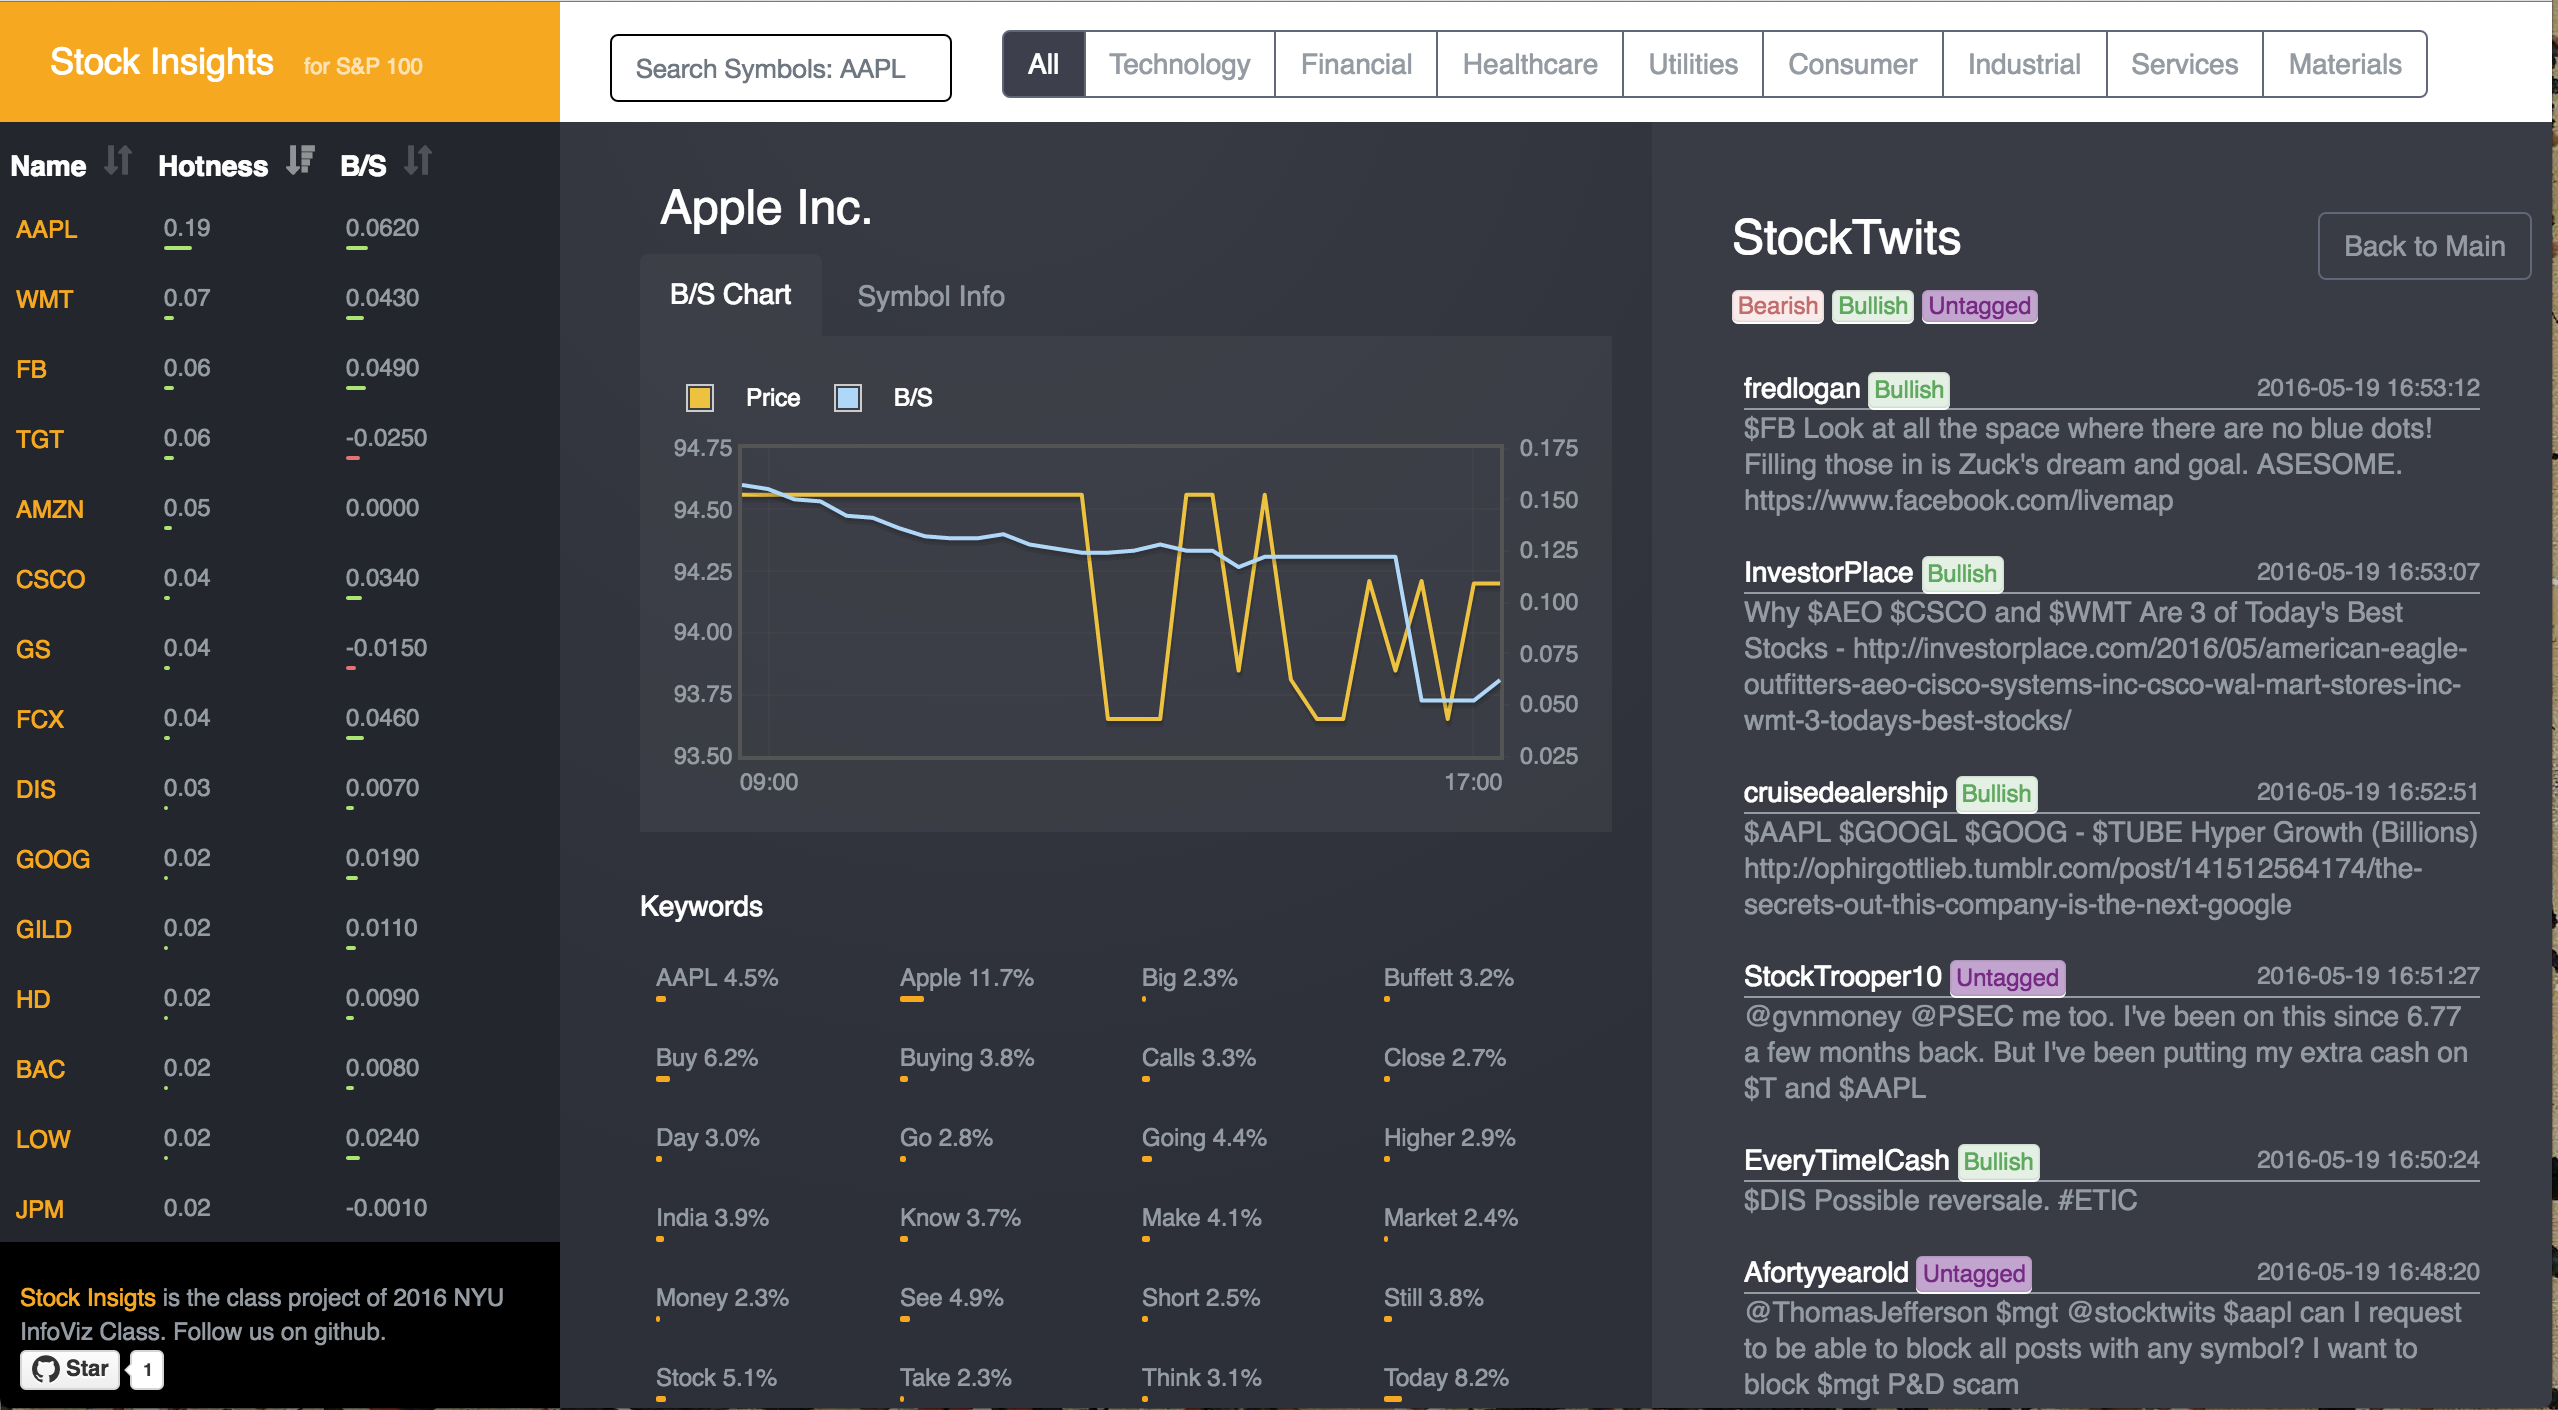 Stock Insights for S&P 100
Search Symbols: AAPL
All Technology Financial Healthcare Utilities Consumer Industrial Services Materials
Name Hotness B/S
AAPL 0.19 0.0620
WMT 0.07 0.0430
FB 0.06 0.0490
TGT 0.06 -0.0250
AMZN 0.05 0.0000
CSCO 0.04 0.0340
GS 0.04 -0.0150
FCX 0.04 0.0460
DIS 0.03 0.0070
GOOG 0.02 0.0190
GILD 0.02 0.0110
HD 0.02 0.0090
BAC 0.02 0.0080
LOW 0.02 0.0240
JPM 0.02 -0.0010
Stock Insigts is the class project of 2016 NYU
InfoViz Class. Follow us on github.
Star 1
Apple Inc.
B/S Chart Symbol Info
Price B/S
94.75 0.175
94.50 0.150
94.25 0.125
94.00 0.100
93.75 0.075
93.50 0.050
0.025
09:00 17:00
Keywords
AAPL 4.5% Apple 11.7% Big 2.3% Buffett 3.2%
Buy 6.2% Buying 3.8% Calls 3.3% Close 2.7%
Day 3.0% Go 2.8% Going 4.4% Higher 2.9%
India 3.9% Know 3.7% Make 4.1% Market 2.4%
Money 2.3% See 4.9% Short 2.5% Still 3.8%
Stock 5.1% Take 2.3% Think 3.1% Today 8.2%
StockTwits
Back to Main
Bearish Bullish Untagged
fredlogan Bullish 2016-05-19 16:53:12
$FB Look at all the space where there are no blue dots!
Filling those in is Zuck's dream and goal. ASESOME.
https://www.facebook.com/livemap
InvestorPlace Bullish 2016-05-19 16:53:07
Why $AEO $CSCO and $WMT Are 3 of Today's Best
Stocks - http://investorplace.com/2016/05/american-eagle-
outfitters-aeo-cisco-systems-inc-csco-wal-mart-stores-inc-
wmt-3-todays-best-stocks/
cruisedealership Bullish 2016-05-19 16:52:51
$AAPL $GOOGL $GOOG - $TUBE Hyper Growth (Billions)
http://ophirgottlieb.tumblr.com/post/141512564174/the-
secrets-out-this-company-is-the-next-google
StockTrooper10 Untagged 2016-05-19 16:51:27
@gvnmoney @PSEC me too. I've been on this since 6.77
a few months back. But I've been putting my extra cash on
$T and $AAPL
EveryTimeICash Bullish 2016-05-19 16:50:24
$DIS Possible reversale. #ETIC
Afortyyearold Untagged 2016-05-19 16:48:20
@ThomasJefferson $mgt @stocktwits $aapl can I request
to be able to block all posts with any symbol? I want to
block $mgt P&D scam